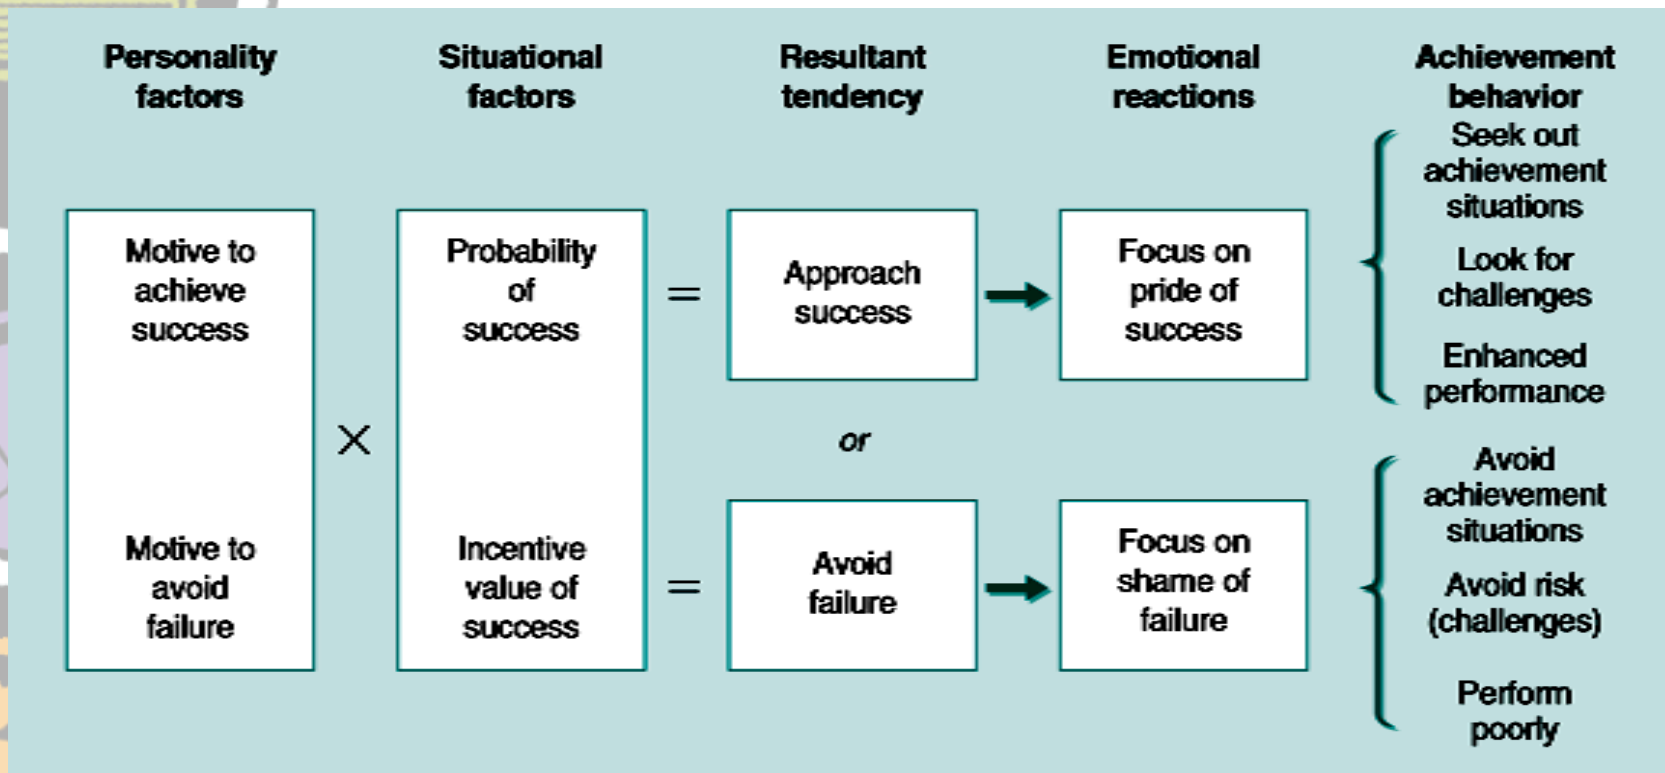 Personality
factors
Situational
factors
Resultant
tendency
Emotional
reactions
Achievement
behavior
Motive to
achieve
success
Motive to
avoid
failure
×
Probability
of
success
Incentive
value of
success
=
=
Approach
success
or
Avoid
failure
Focus on
pride of
success
Focus on
shame of
failure
Seek out
achievement
situations
Look for
challenges
Enhanced
performance
Avoid
achievement
situations
Avoid risk
(challenges)
Perform
poorly